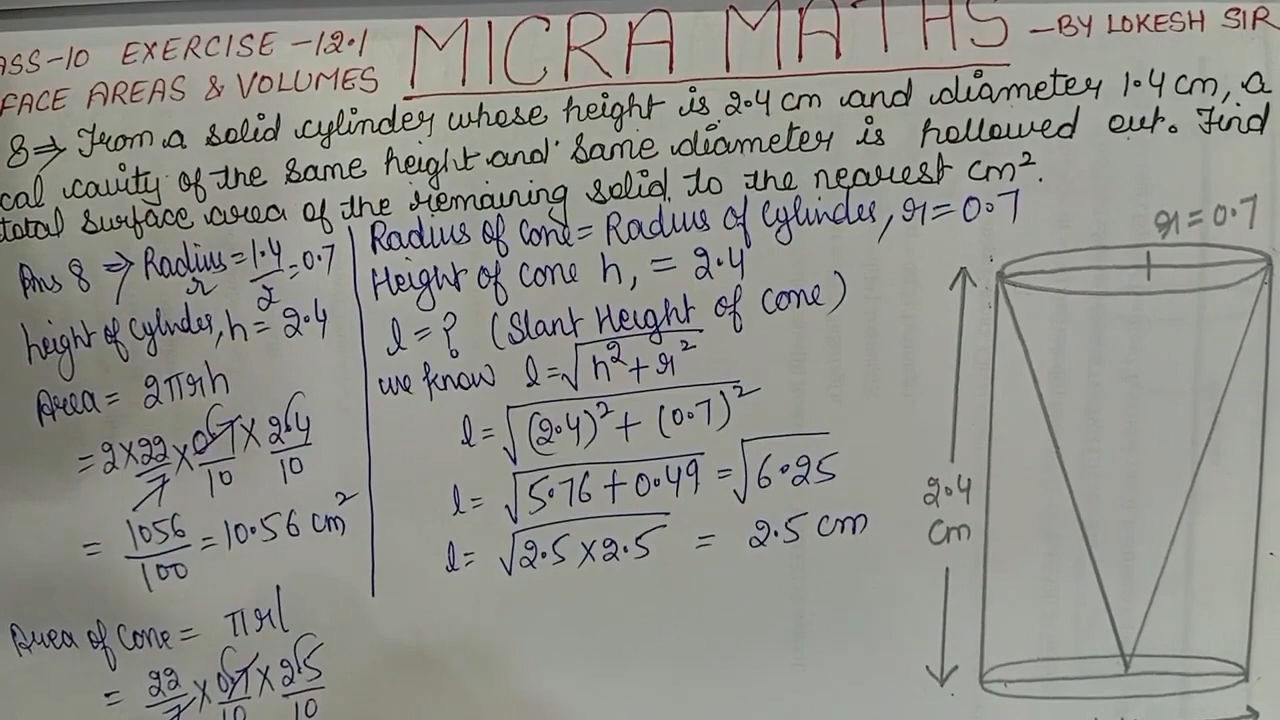 ASS-10 EXERCISE -12.1 MICRA MATHS -BY LOKESH SIR
FACE AREAS & VOLUMES
8⇒ From a solid cylinder whose height is 2.4 cm and diameter 1.4 cm, a
cal cavity of the same height and same diameter is hollowed out. Find
total surface area of the remaining solid to the nearest cm².
Ans 8 ⇒ Radius = 1.4/2 = 0.7
r
height of cylinder, h = 2.4
Area = 2πrh
= 2 × 22/7 × 0.7/10 × 2.4/10
= 1056/100 = 10.56 cm²
Area of cone = πrl
= 22/7 × 0.7/10 × 2.5/10
Radius of cone = Radius of cylinder, r = 0.7
Height of cone h, = 2.4
l = ? (Slant Height of cone)
we know l = √h² + r²
l = √(2.4)² + (0.7)²
l = √5.76 + 0.49 = √6.25
l = √2.5 × 2.5 = 2.5 cm
r = 0.7
2.4
cm